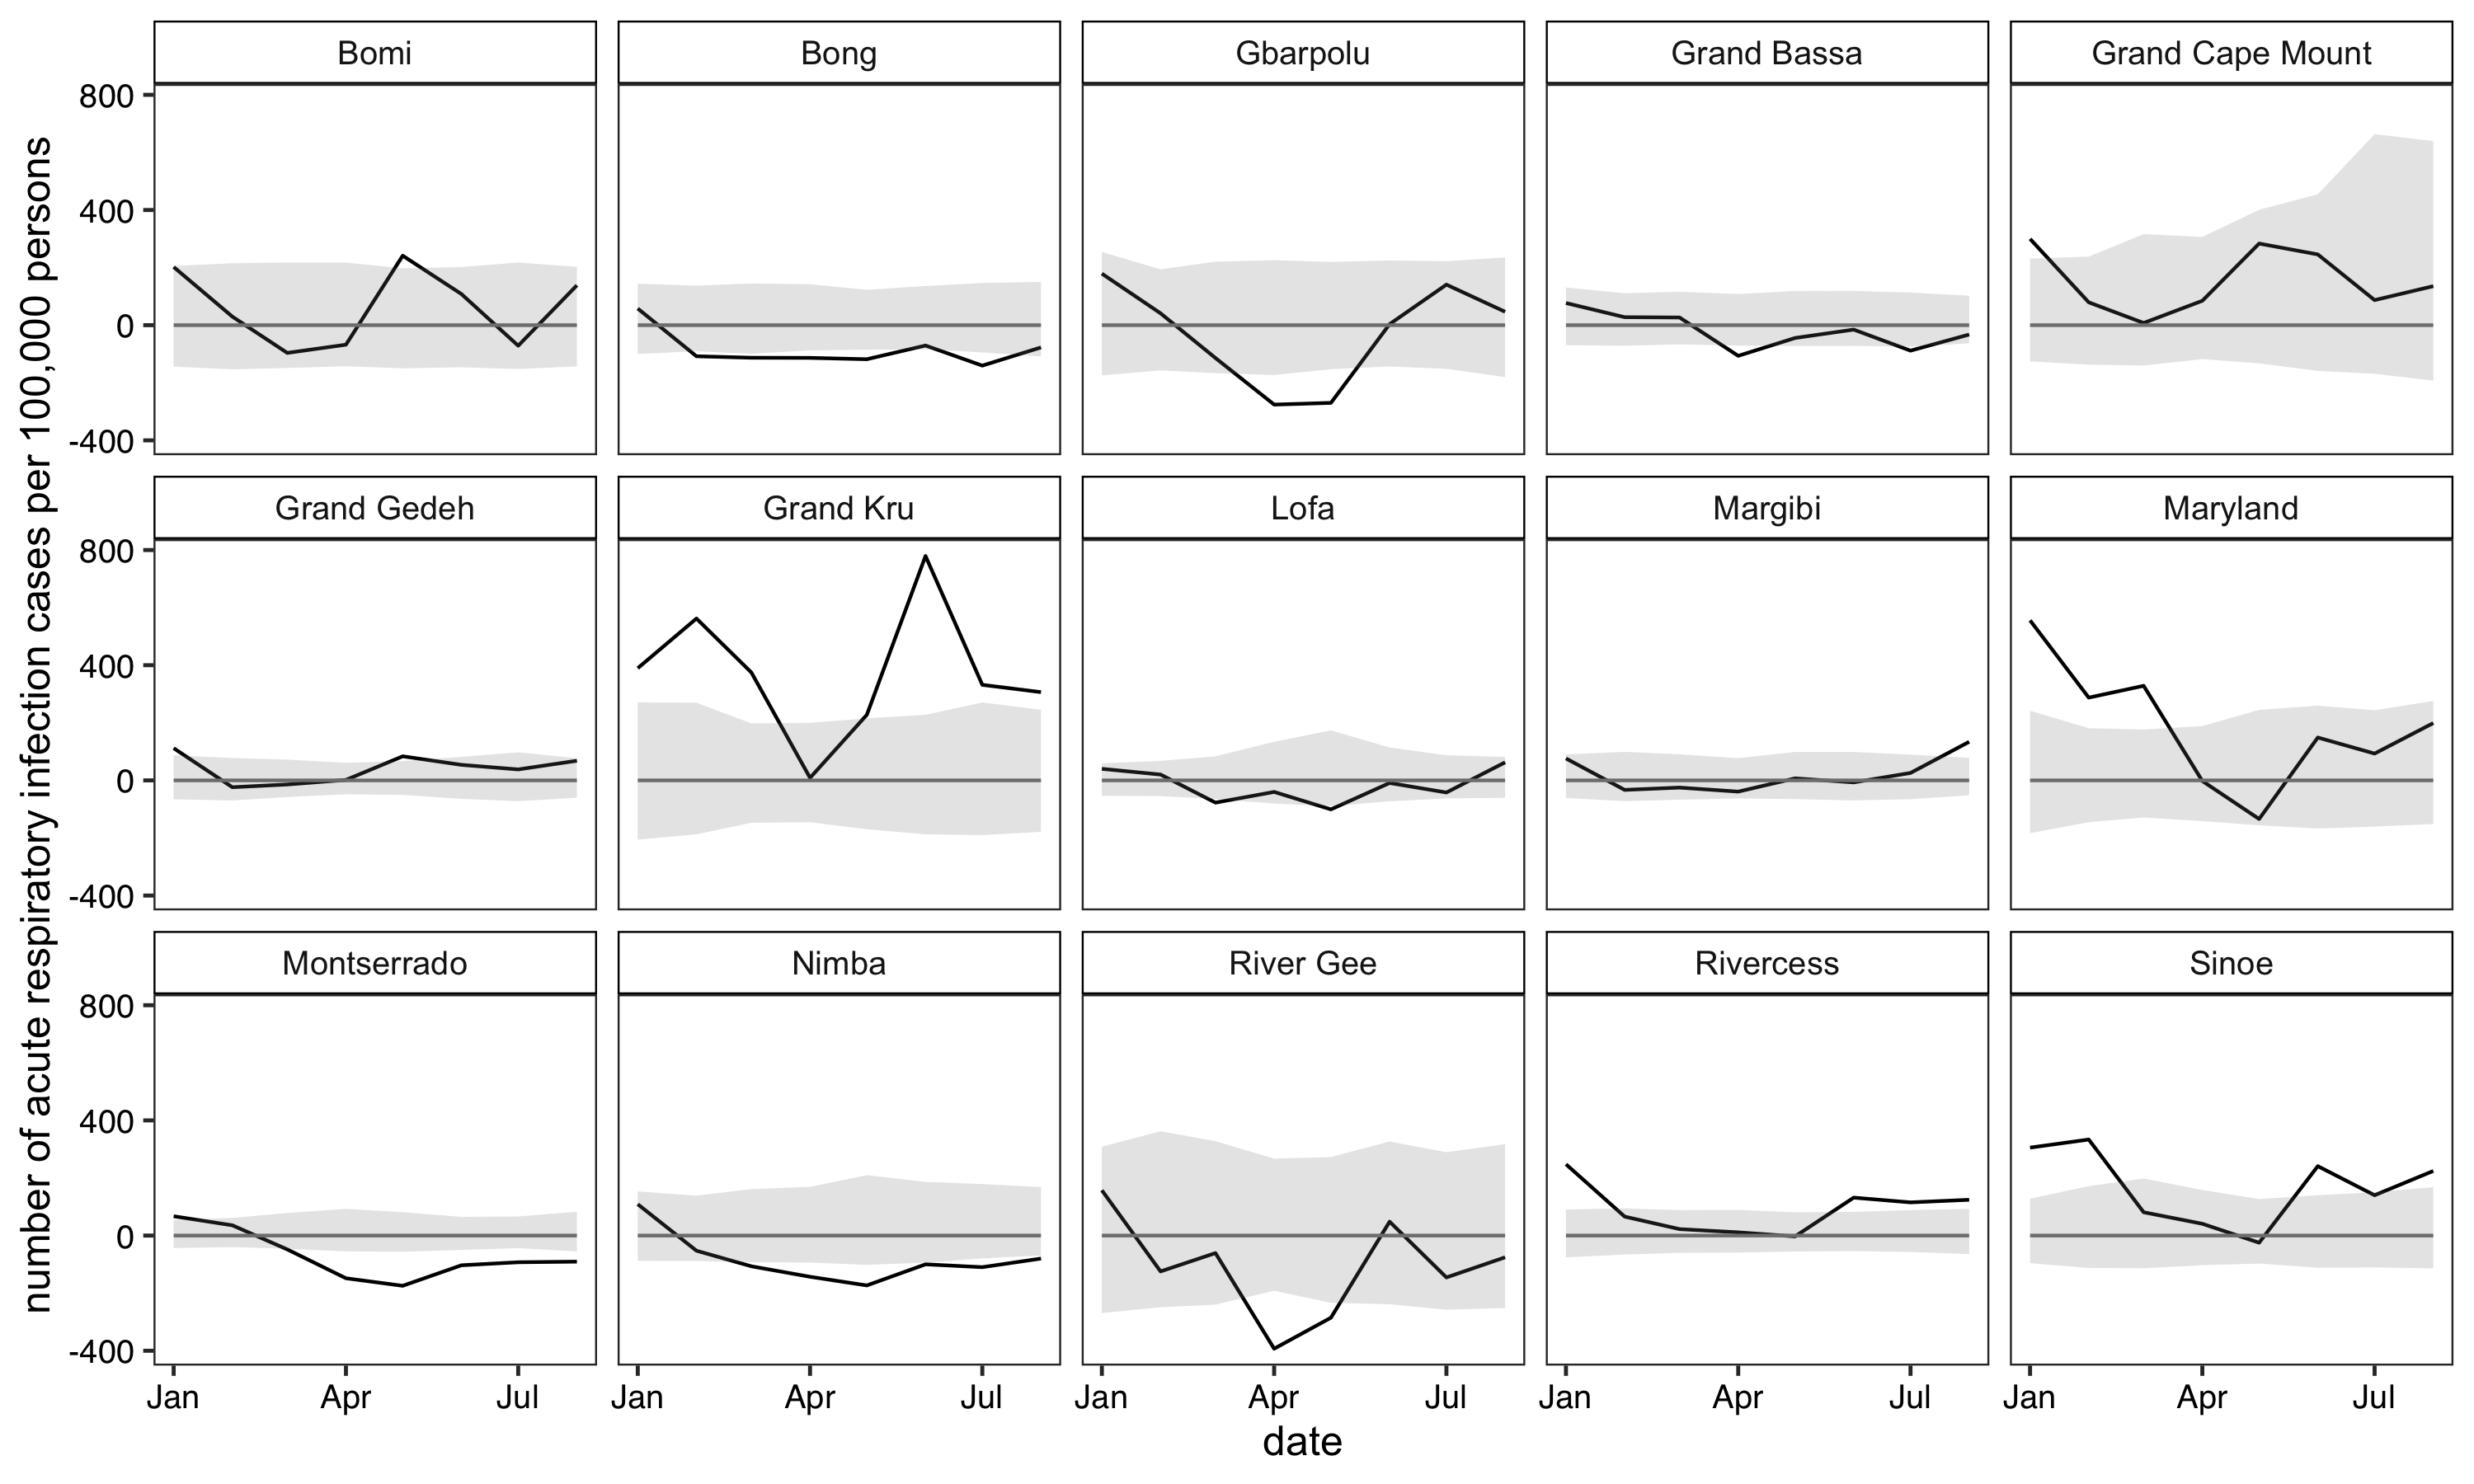 number of acute respiratory infection cases per 100,000 persons
Bomi
Bong
Gbarpolu
Grand Bassa
Grand Cape Mount
800
400
0
-400
Grand Gedeh
Grand Kru
Lofa
Margibi
Maryland
800
400
0
-400
Montserrado
Nimba
River Gee
Rivercess
Sinoe
800
400
0
-400
Jan Apr Jul
Jan Apr Jul
Jan Apr Jul
Jan Apr Jul
Jan Apr Jul
date